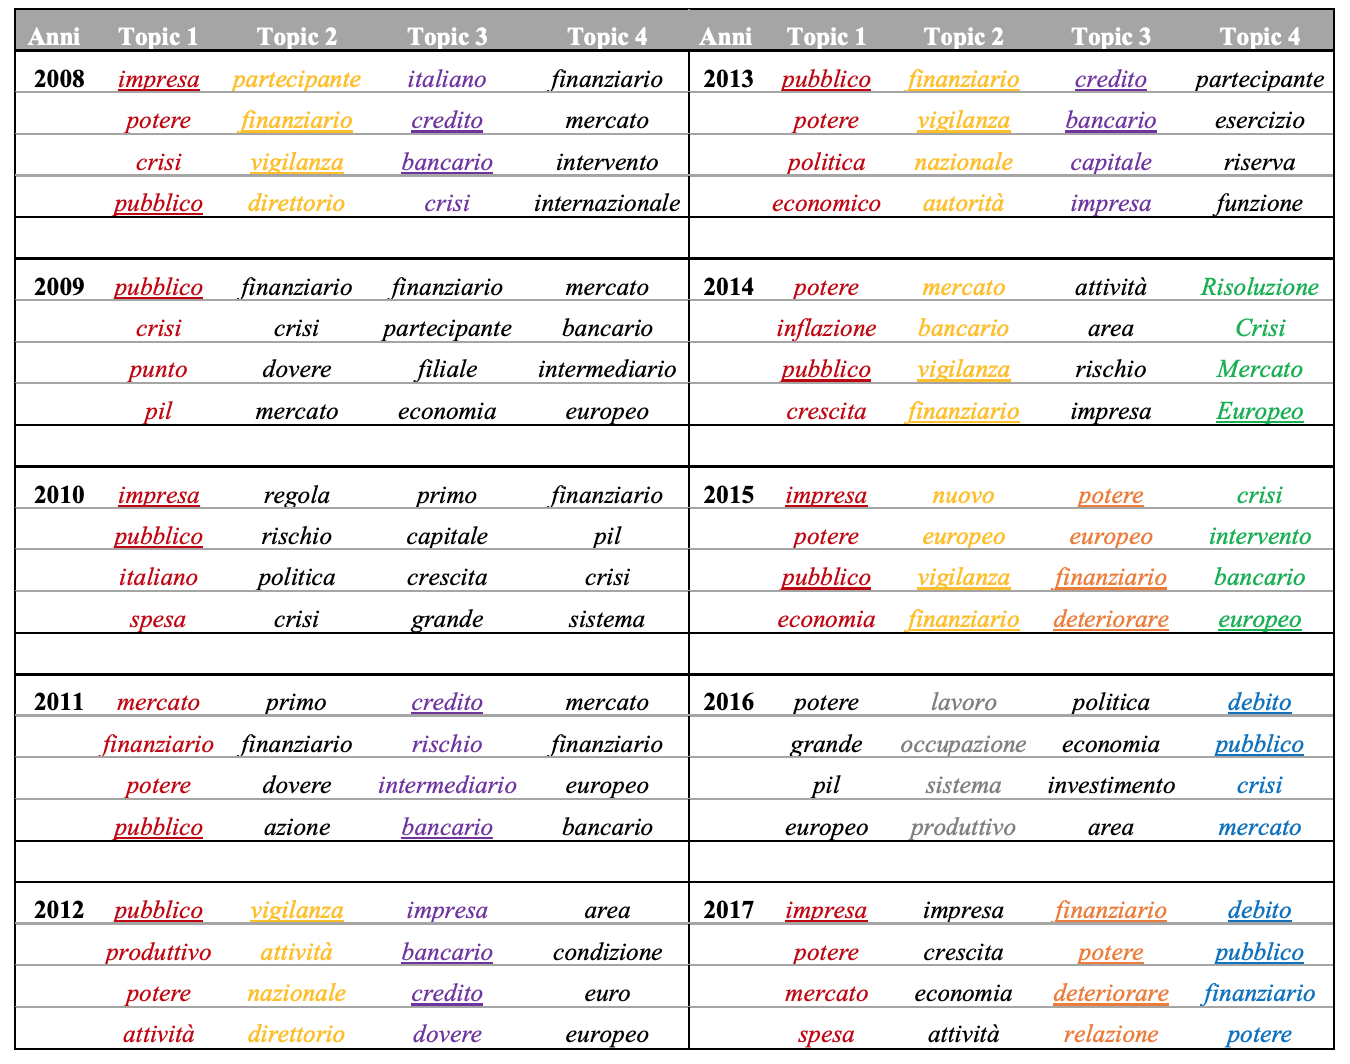 Anni Topic 1 Topic 2 Topic 3 Topic 4 Anni Topic 1 Topic 2 Topic 3 Topic 4
2008 impresa partecipante italiano finanziario 2013 pubblico finanziario credito partecipante
potere finanziario credito mercato potere vigilanza bancario esercizio
crisi vigilanza bancario intervento politica nazionale capitale riserva
pubblico direttorio crisi internazionale economico autorità impresa funzione
2009 pubblico finanziario finanziario mercato 2014 potere mercato attività Risoluzione
crisi crisi partecipante bancario inflazione bancario area Crisi
punto dovere filiale intermediario pubblico vigilanza rischio Mercato
pil mercato economia europeo crescita finanziario impresa Europeo
2010 impresa regola primo finanziario 2015 impresa nuovo potere crisi
pubblico rischio capitale pil potere europeo europeo intervento
italiano politica crescita crisi pubblico vigilanza finanziario bancario
spesa crisi grande sistema economia finanziario deteriorare europeo
2011 mercato primo credito mercato 2016 potere lavoro politica debito
finanziario finanziario rischio finanziario grande occupazione economia pubblico
potere dovere intermediario europeo pil sistema investimento crisi
pubblico azione bancario bancario europeo produttivo area mercato
2012 pubblico vigilanza impresa area 2017 impresa impresa finanziario debito
produttivo attività bancario condizione potere crescita potere pubblico
potere nazionale credito euro mercato economia deteriorare finanziario
attività direttorio dovere europeo spesa attività relazione potere